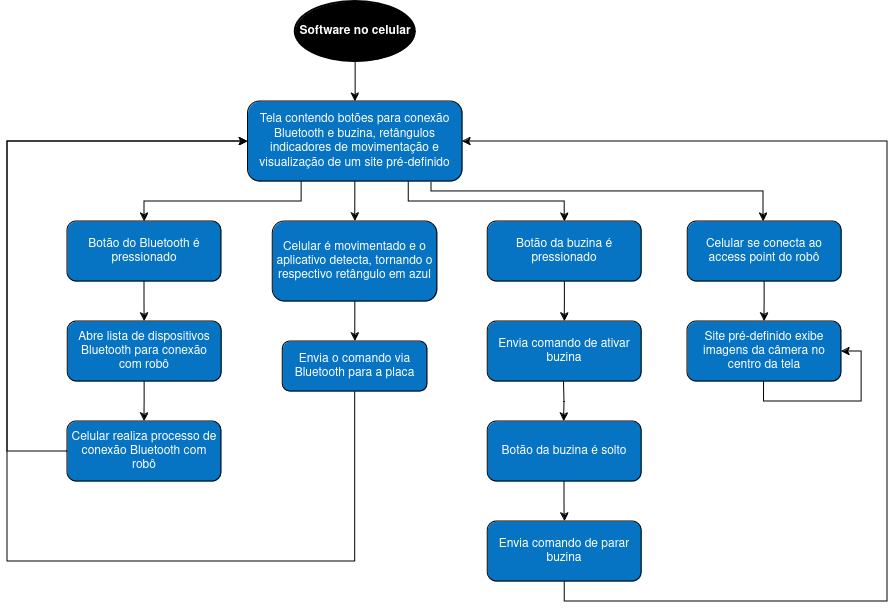 Software no celular
Tela contendo botões para conexão
Bluetooth e buzina, retângulos
indicadores de movimentação e
visualização de um site pré-definido
Botão do Bluetooth é
pressionado
Celular é movimentado e o
aplicativo detecta, tornando o
respectivo retângulo em azul
Botão da buzina é
pressionado
Celular se conecta ao
access point do robô
Abre lista de dispositivos
Bluetooth para conexão
com robô
Envia o comando via
Bluetooth para a placa
Envia comando de ativar
buzina
Site pré-definido exibe
imagens da câmera no
centro da tela
Celular realiza processo de
conexão Bluetooth com
robô
Botão da buzina é solto
Envia comando de parar
buzina